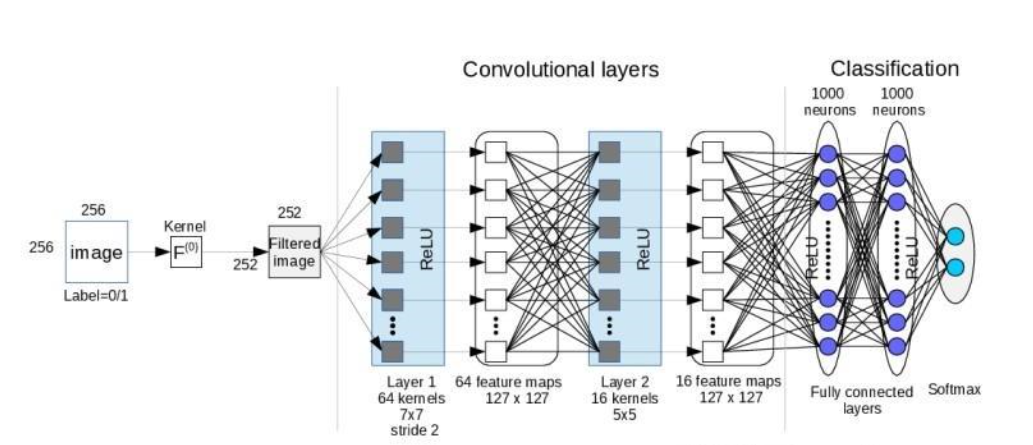 Convolutional layers
Classification
1000
neurons
1000
neurons
256
256
image
Label=0/1
Kernel
F(0)
252
252
Filtered
image
ReLU
ReLU
ReLU
ReLU
Layer 1
64 kernels
7x7
stride 2
64 feature maps
127 x 127
Layer 2
16 kernels
5x5
16 feature maps
127 x 127
Fully connected
layers
Softmax